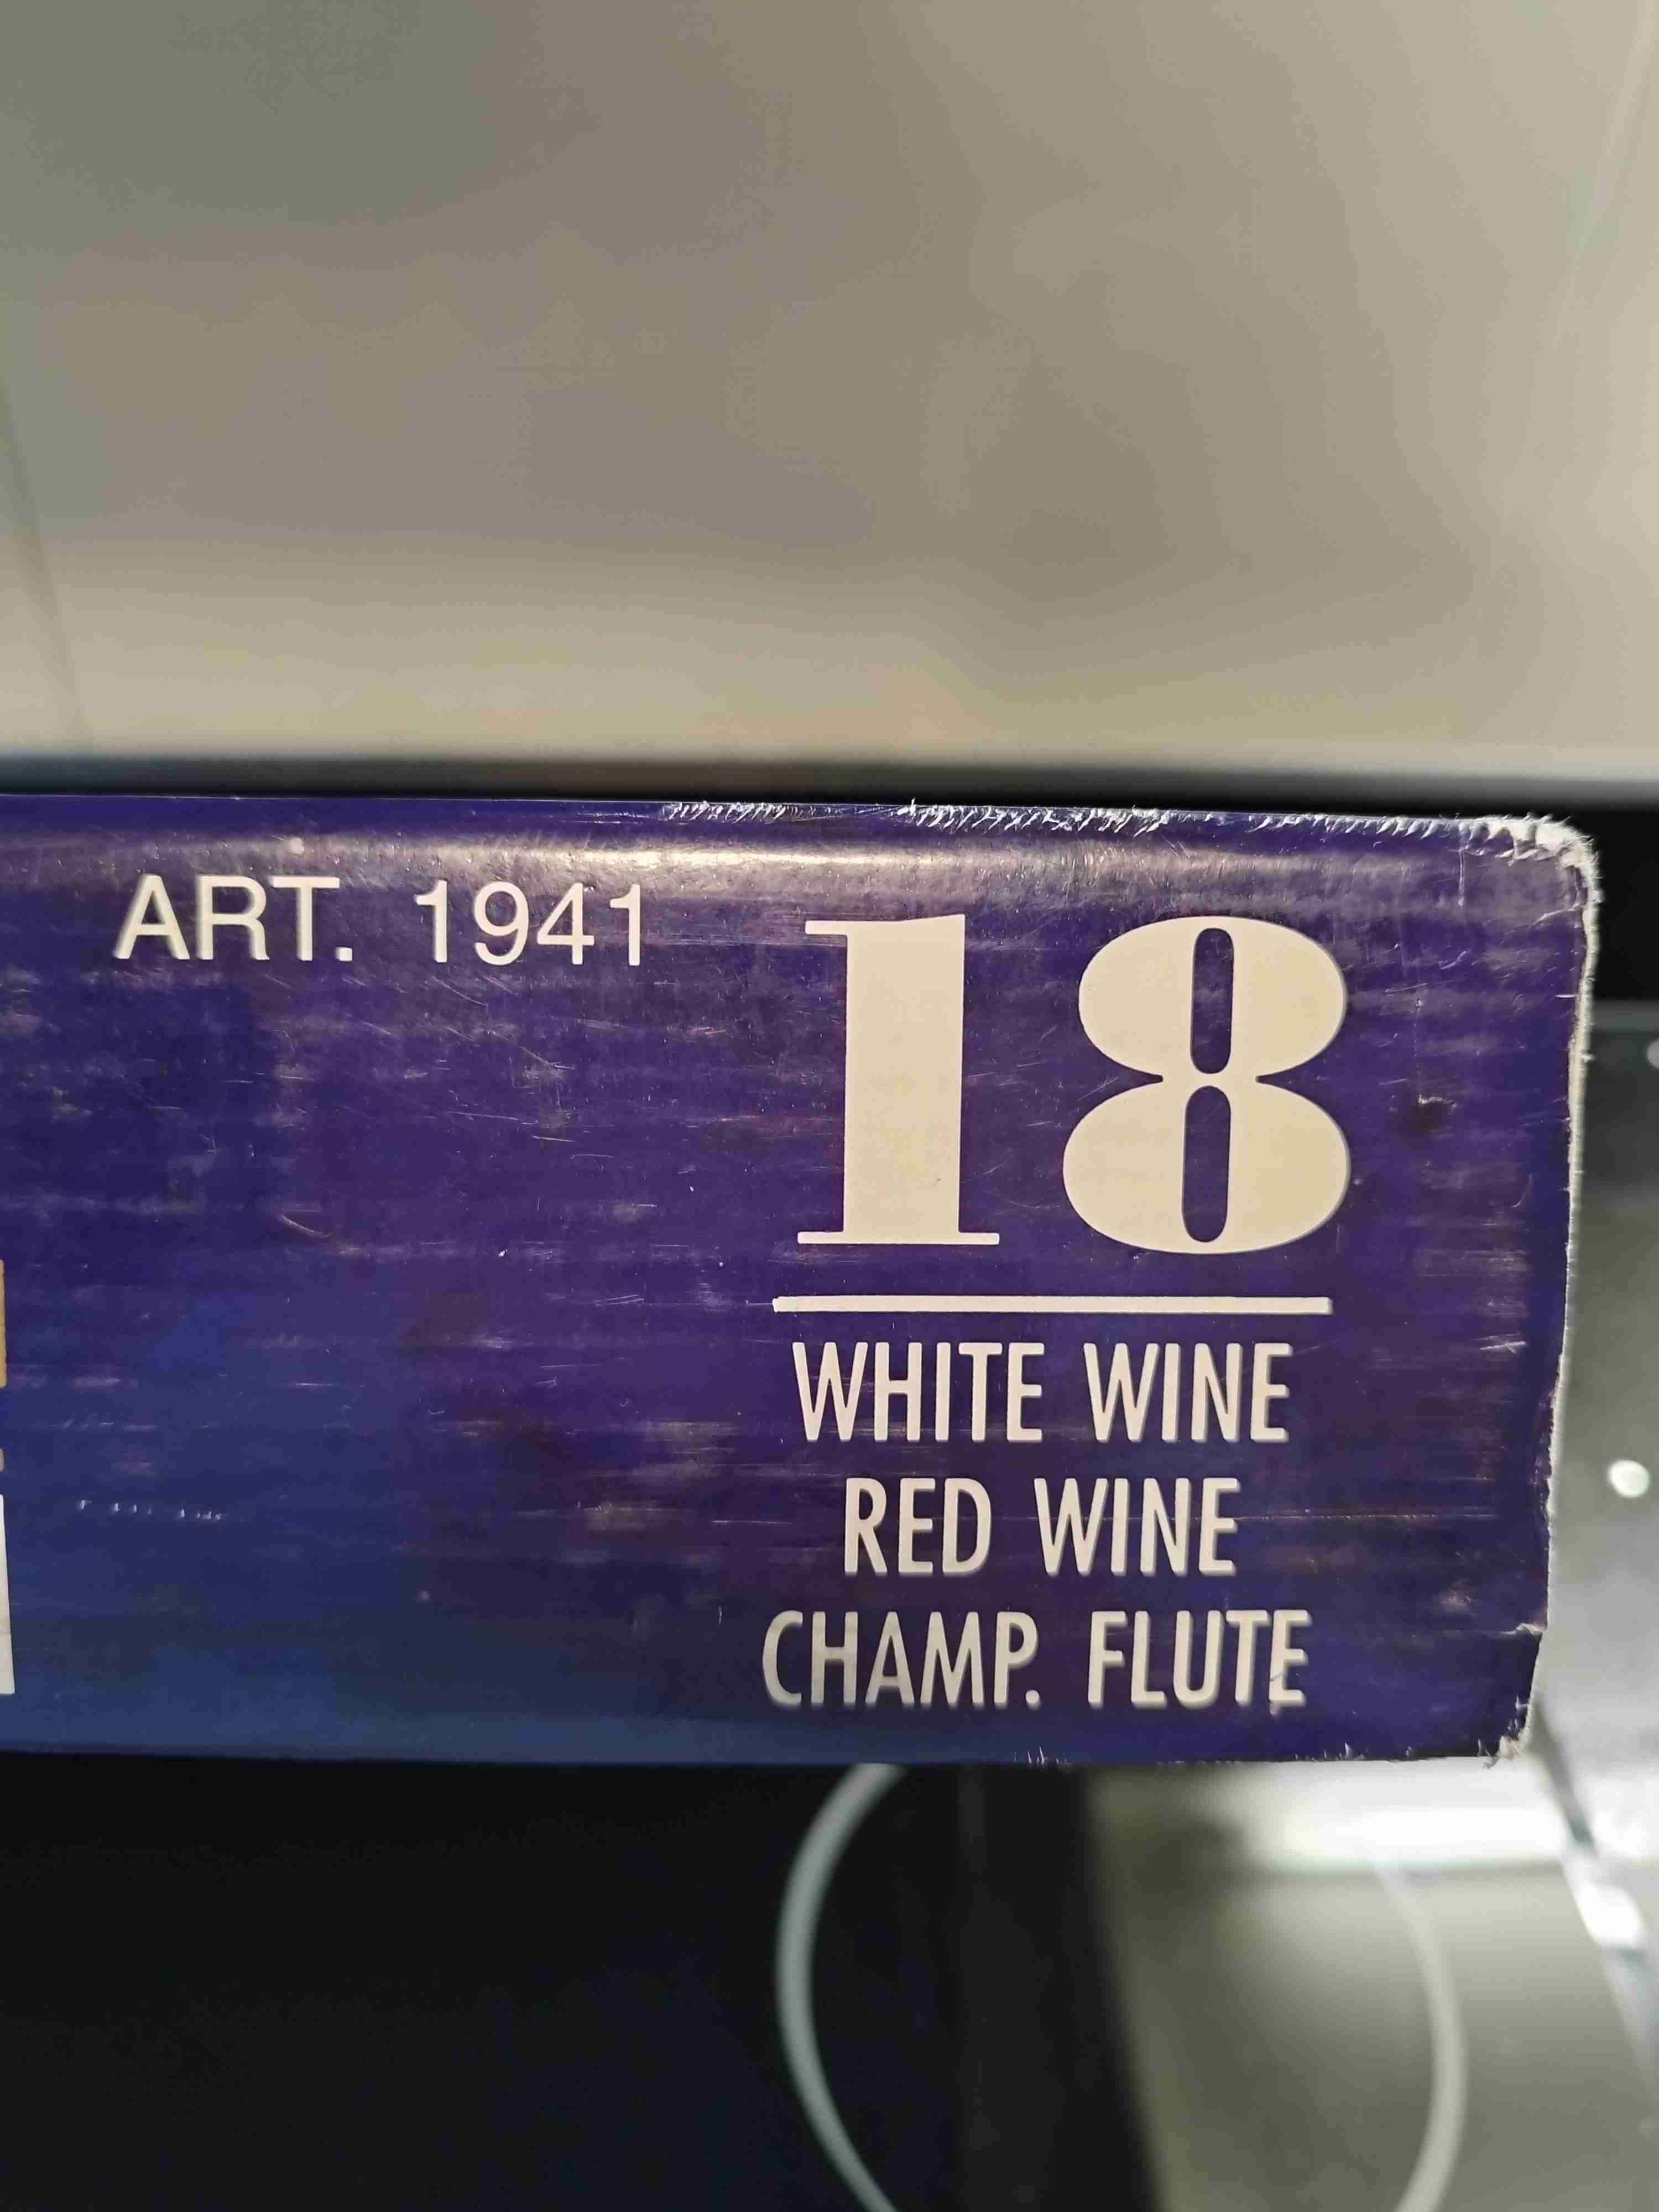 ART. 1941
18
WHITE WINE
RED WINE
CHAMP. FLUTE